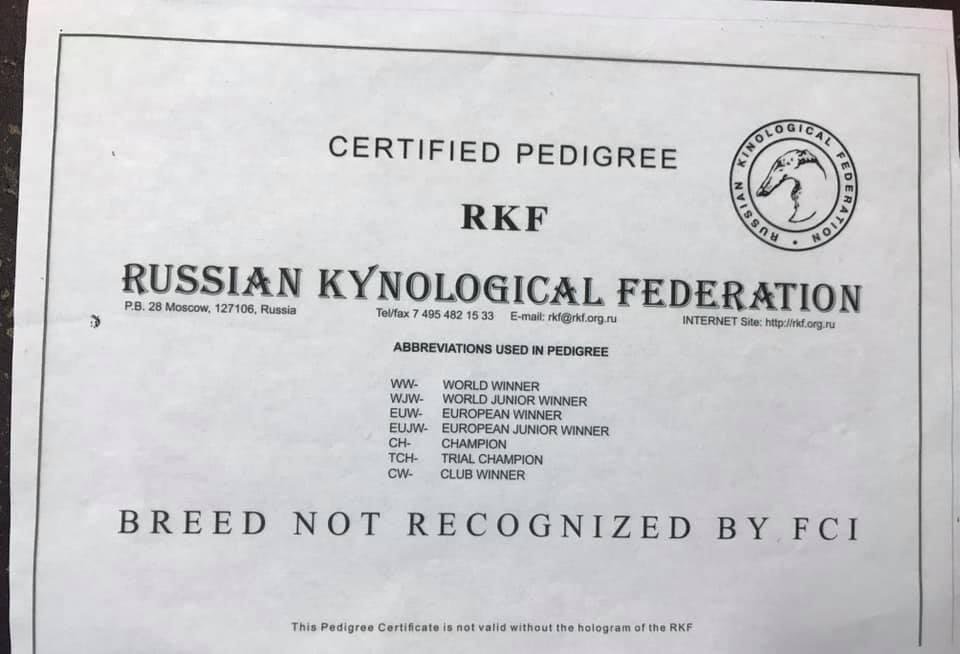 CERTIFIED PEDIGREE
RUSSIAN KINOLOGICAL FEDERATION
RKF
RUSSIAN KYNOLOGICAL FEDERATION
P.B. 28 Moscow, 127106, Russia Tel/fax 7 495 482 15 33 E-mail: rkf@rkf.org.ru INTERNET Site: http://rkf.org.ru
ABBREVIATIONS USED IN PEDIGREE
WW- WORLD WINNER
WJW- WORLD JUNIOR WINNER
EUW- EUROPEAN WINNER
EUJW- EUROPEAN JUNIOR WINNER
CH- CHAMPION
TCH- TRIAL CHAMPION
CW- CLUB WINNER
BREED NOT RECOGNIZED BY FCI
This Pedigree Certificate is not valid without the hologram of the RKF